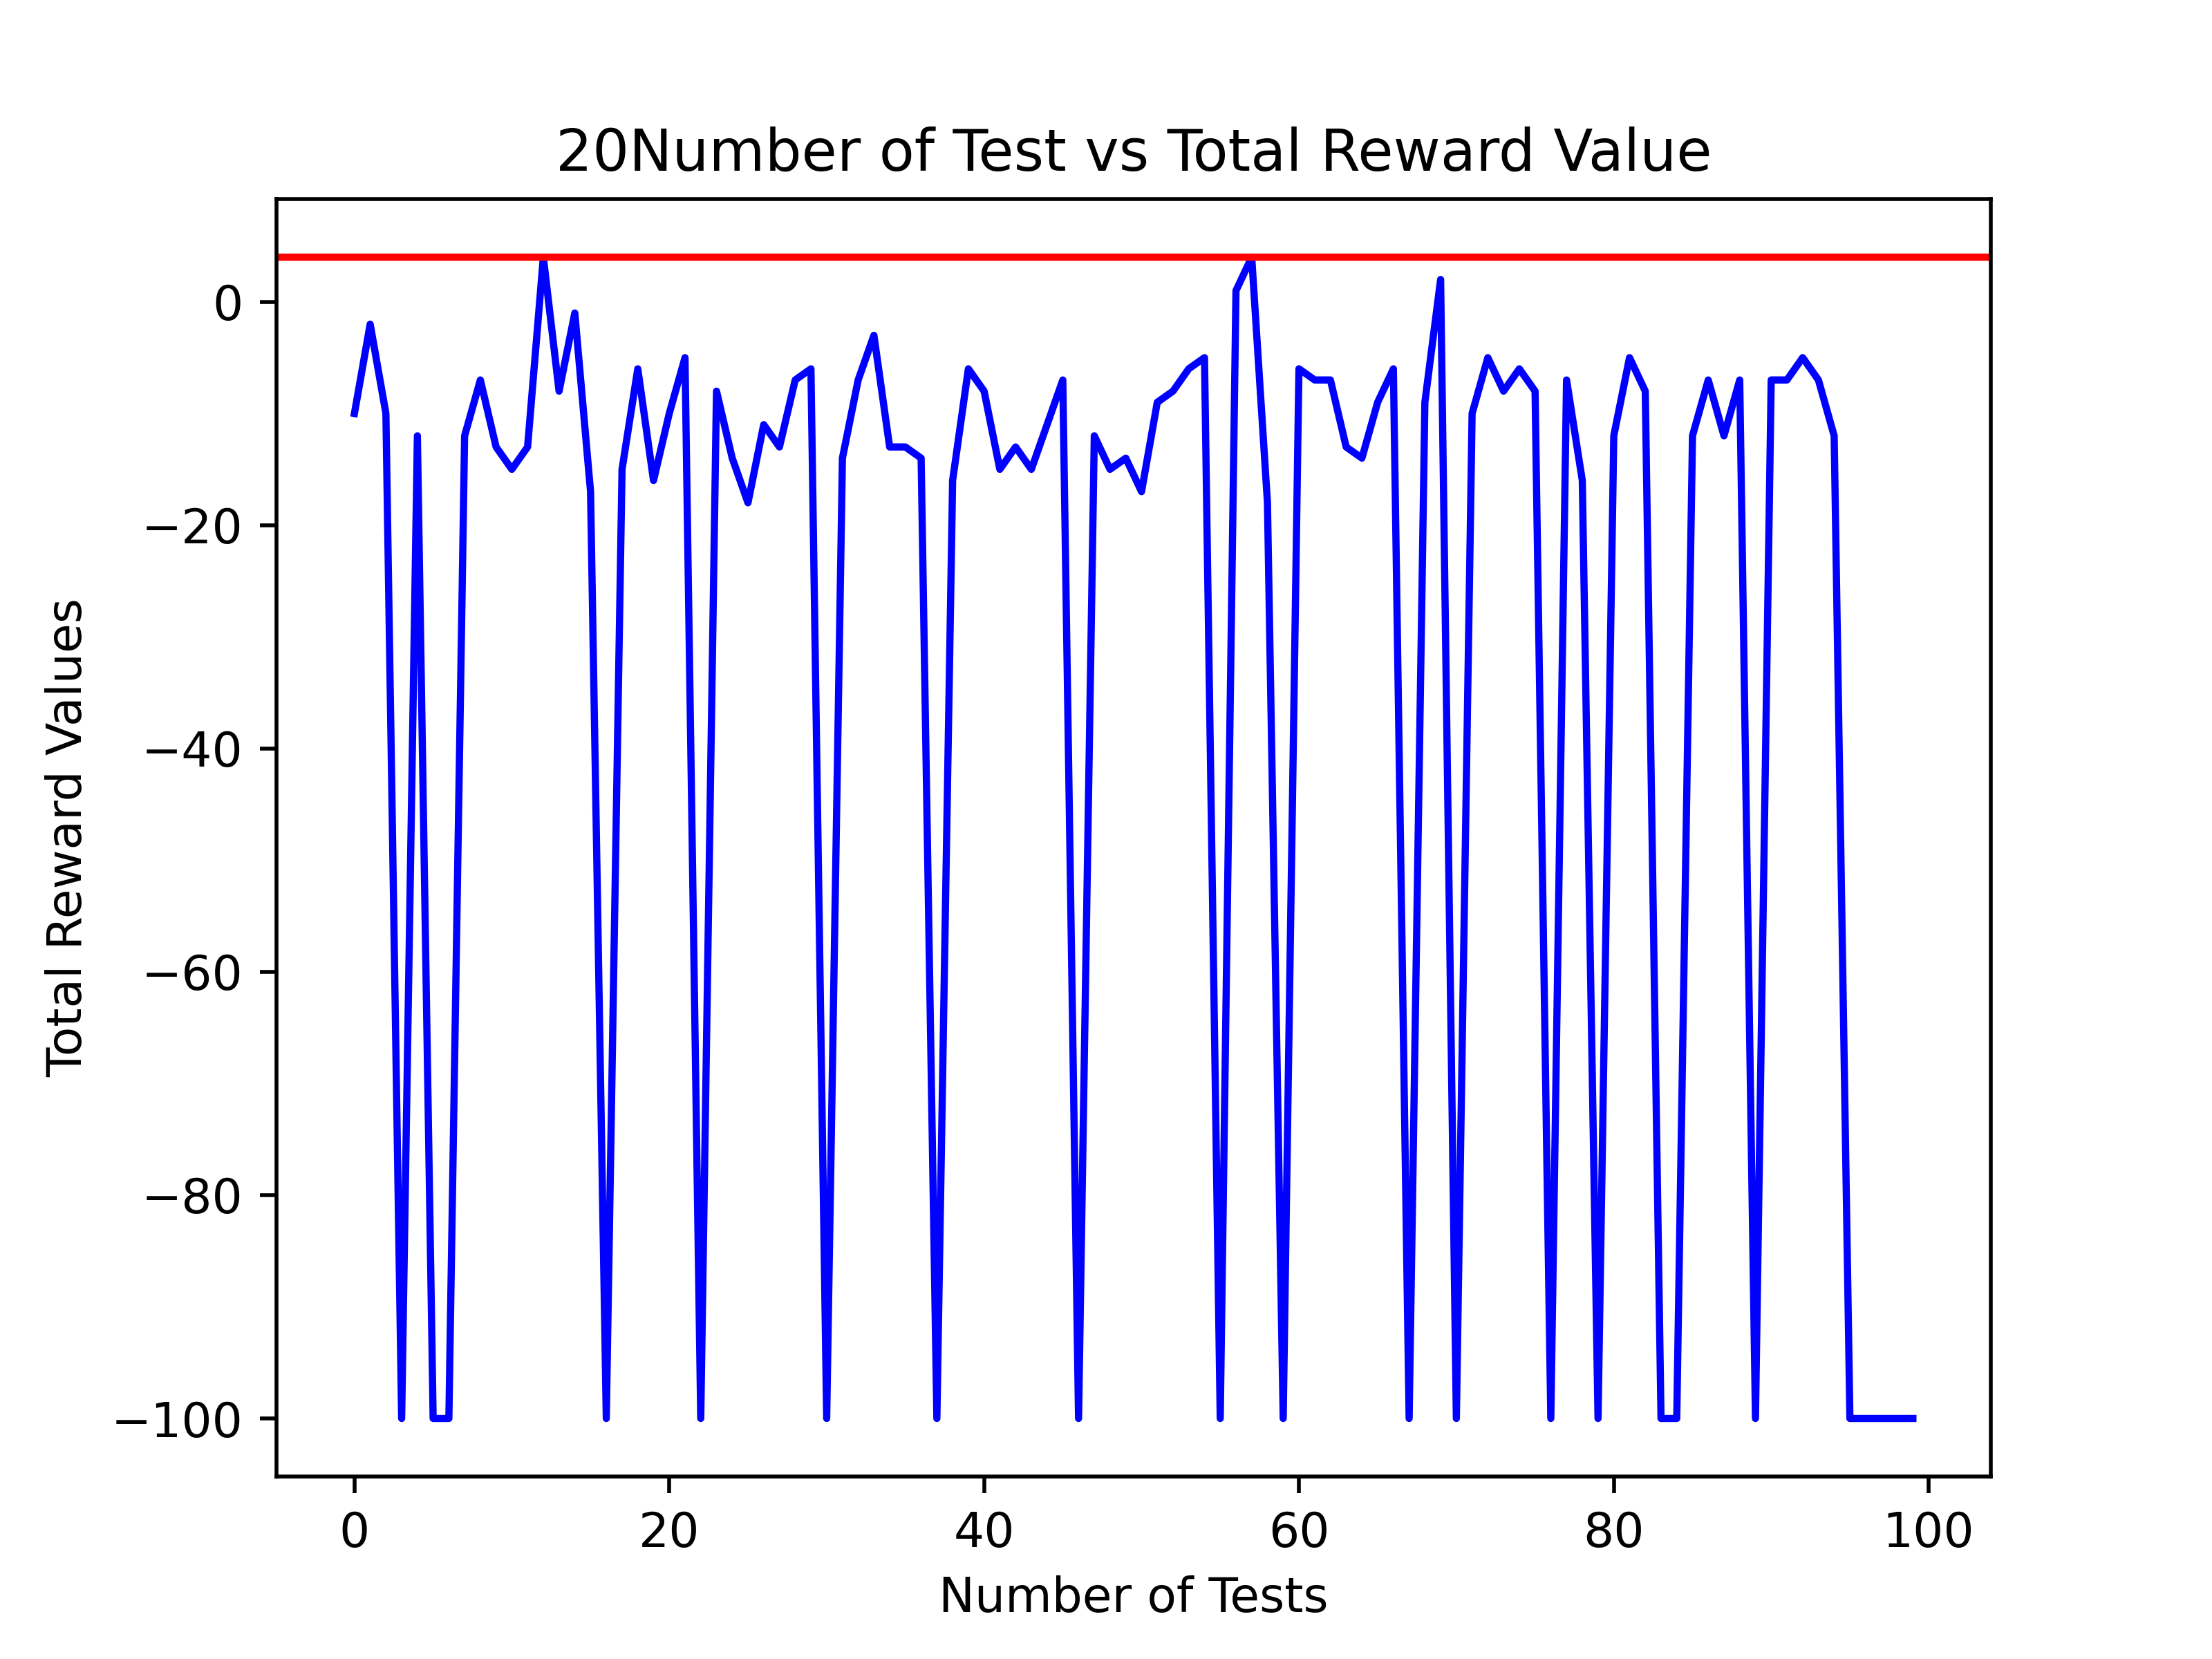 20Number of Test vs Total Reward Value
Total Reward Values
0
−20
−40
−60
−80
−100
0 20 40 60 80 100
Number of Tests